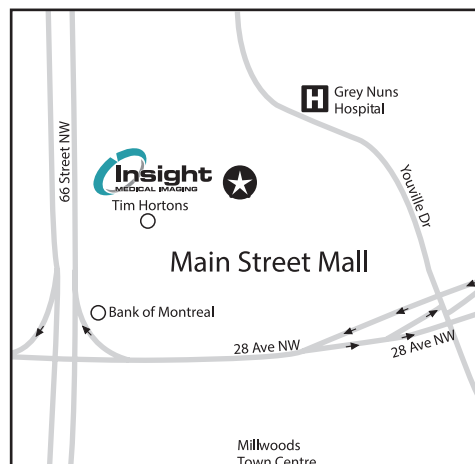 H
Grey Nuns
Hospital
66 Street NW
Insight
MEDICAL IMAGING
Tim Hortons
Youville Dr
Main Street Mall
Bank of Montreal
28 Ave NW
28 Ave NW
Millwoods
Town Centre